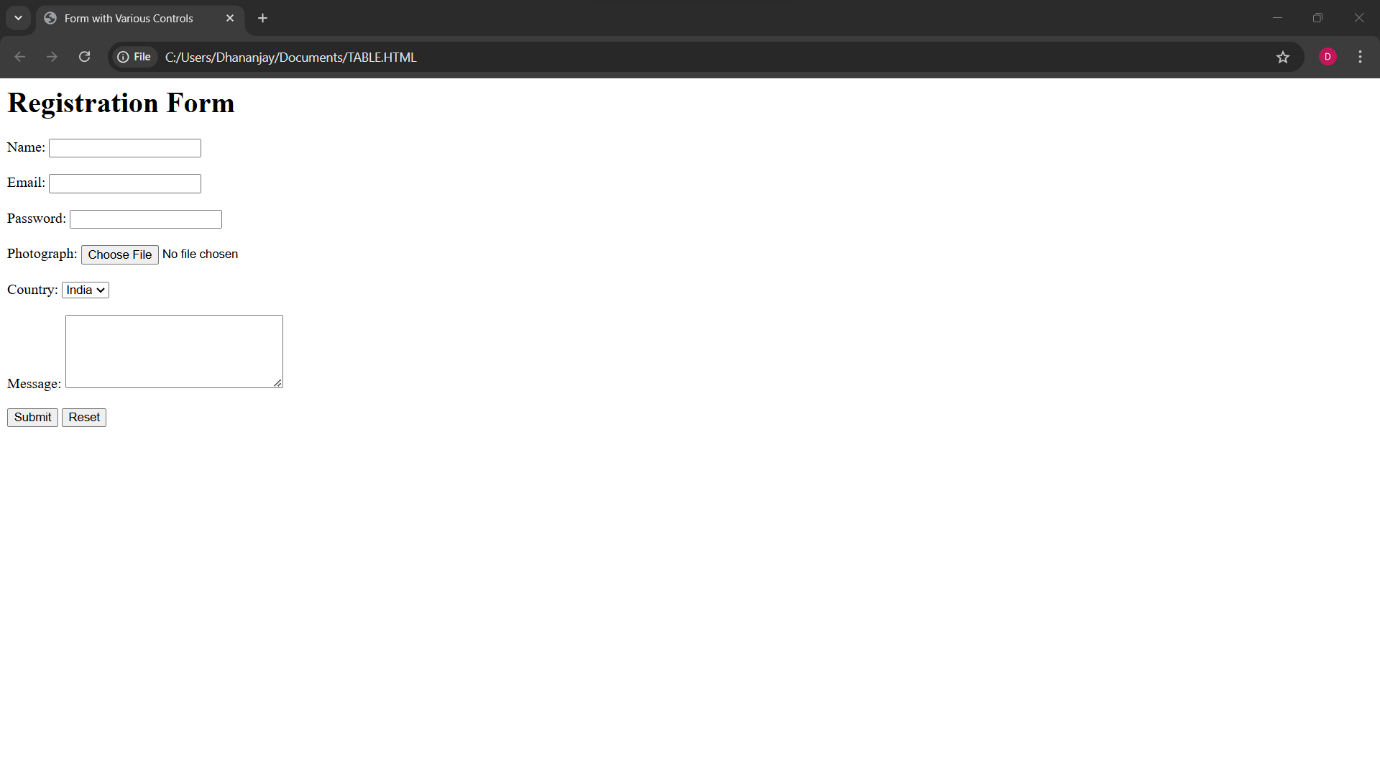 Form with Various Controls
File C:/Users/Dhananjay/Documents/TABLE.HTML
D
Registration Form
Name:
Email:
Password:
Photograph: Choose File No file chosen
Country: India
Message:
Submit Reset